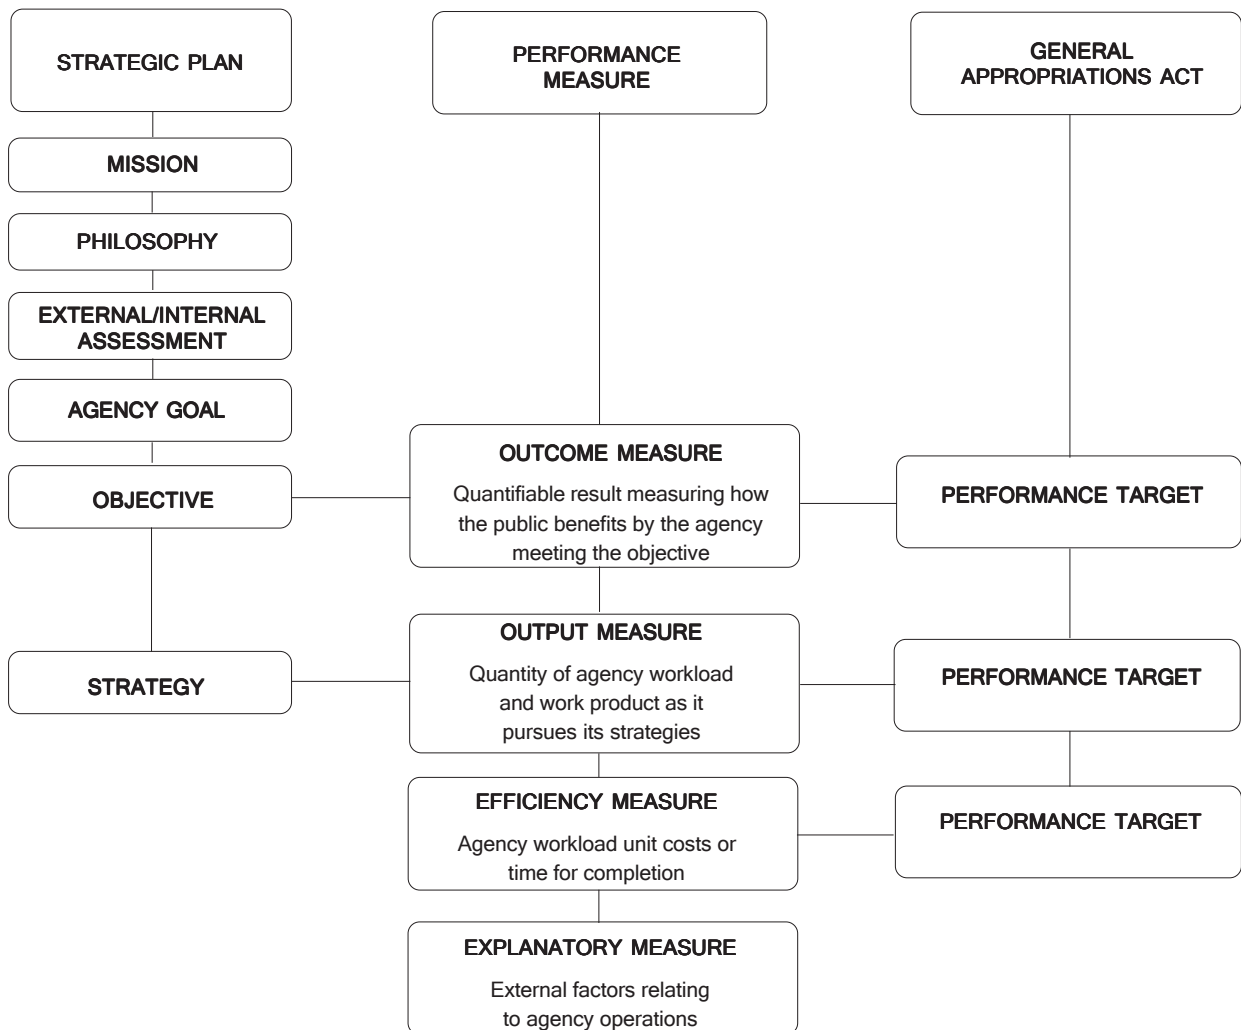 STRATEGIC PLAN
MISSION
PHILOSOPHY
EXTERNAL/INTERNAL
ASSESSMENT
AGENCY GOAL
OBJECTIVE
STRATEGY
PERFORMANCE
MEASURE
OUTCOME MEASURE
Quantifiable result measuring how
the public benefits by the agency
meeting the objective
OUTPUT MEASURE
Quantity of agency workload
and work product as it
pursues its strategies
EFFICIENCY MEASURE
Agency workload unit costs or
time for completion
EXPLANATORY MEASURE
External factors relating
to agency operations
GENERAL
APPROPRIATIONS ACT
PERFORMANCE TARGET
PERFORMANCE TARGET
PERFORMANCE TARGET